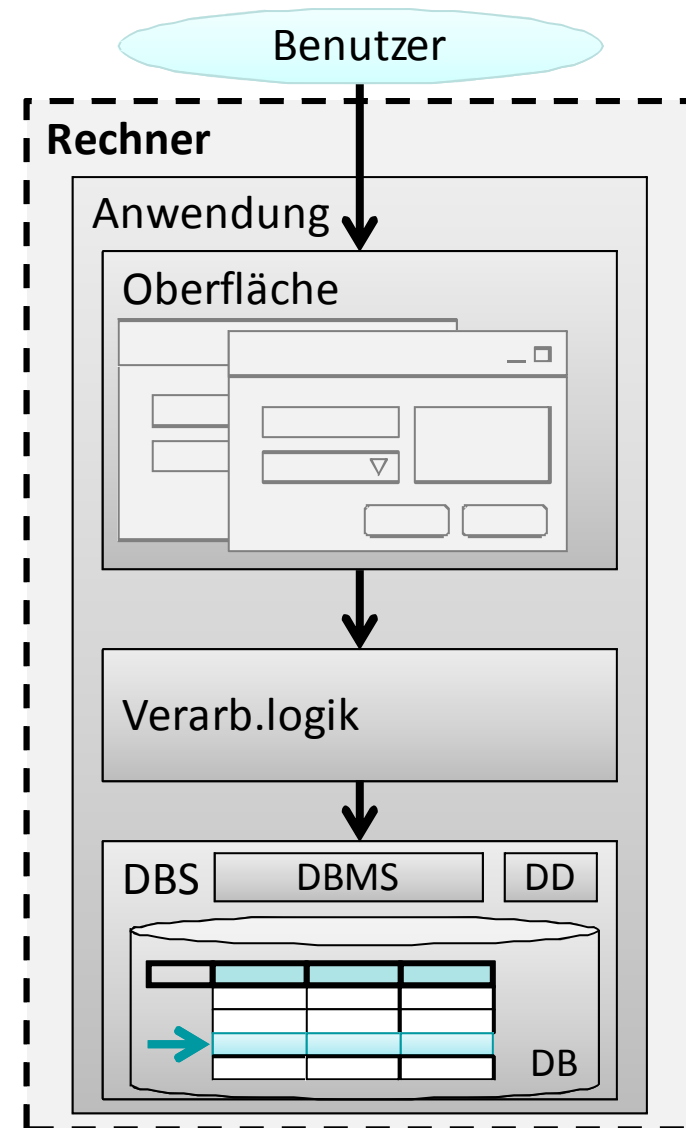 Benutzer
Rechner
Anwendung
Oberfläche
Verarb.logik
DBS
DBMS
DD
DB